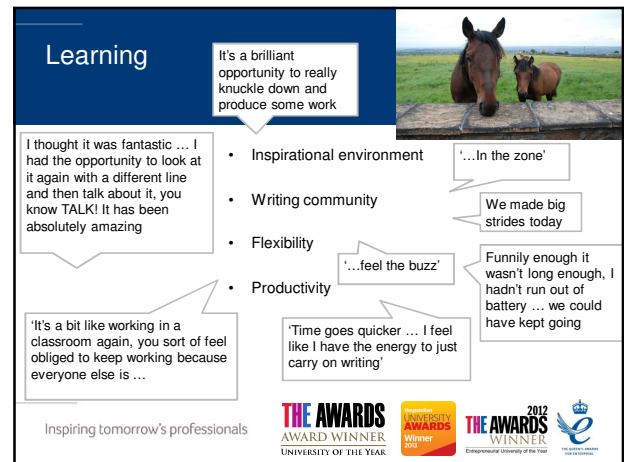 Learning
It's a brilliant
opportunity to really
knuckle down and
produce some work
I thought it was fantastic … I
had the opportunity to look at
it again with a different line
and then talk about it, you
know TALK! It has been
absolutely amazing
• Inspirational environment
'…In the zone'
• Writing community
We made big
strides today
• Flexibility
'…feel the buzz'
Funnily enough it
wasn't long enough, I
hadn't run out of
battery … we could
have kept going
• Productivity
'It's a bit like working in a
classroom again, you sort of feel
obliged to keep working because
everyone else is …
'Time goes quicker … I feel
like I have the energy to just
carry on writing'
Inspiring tomorrow's professionals
THE AWARDS
AWARD WINNER
UNIVERSITY OF THE YEAR
UNIVERSITY
AWARDS
Winner
2013
2012
THE AWARDS
WINNER
Entrepreneurial University of the Year
THE QUEEN'S AWARDS
FOR ENTERPRISE